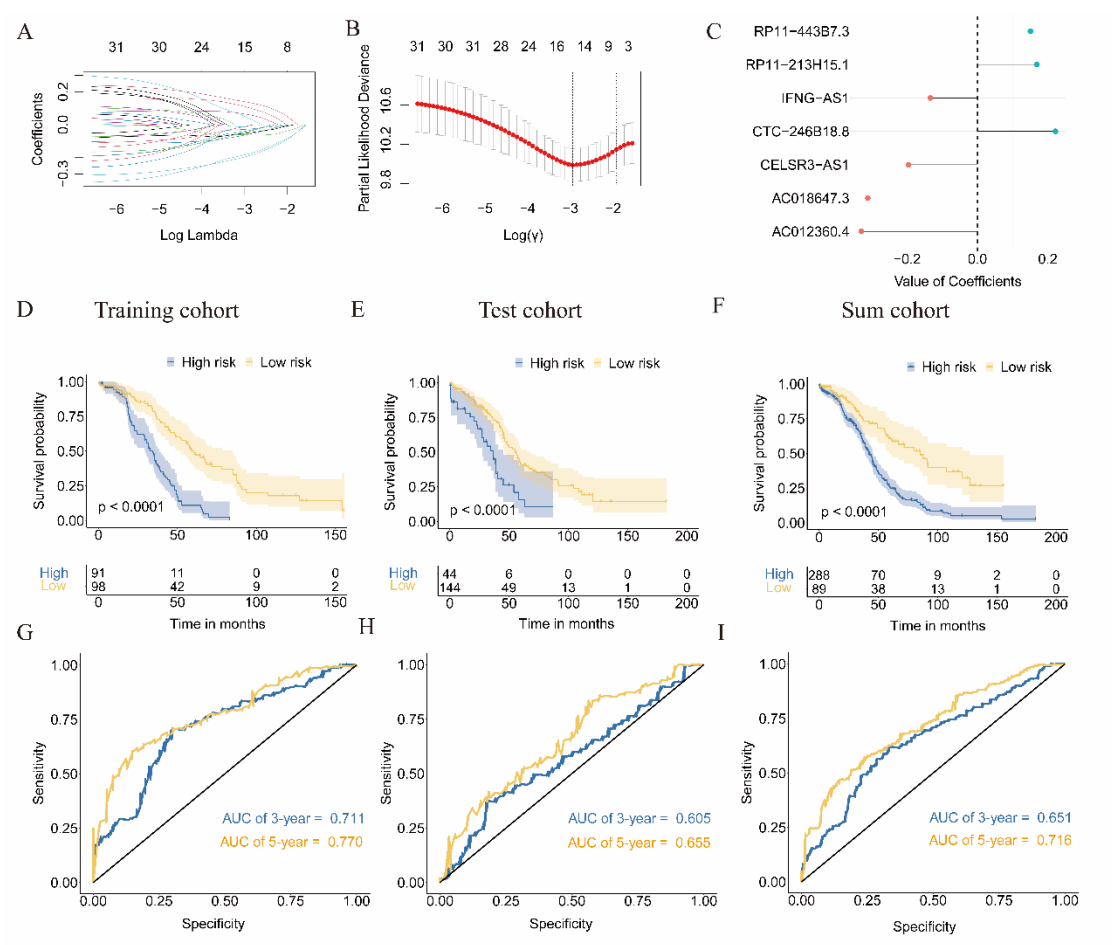 A
31 30 24 15 8
0.2
0.0
−0.3
Coefficients
−6 −5 −4 −3 −2
Log Lambda
B
31 30 31 28 24 16 14 9 3
10.6
10.2
9.8
Partial Likelihood Deviance
−6 −5 −4 −3 −2
Log(γ)
C
RP11−443B7.3
RP11−213H15.1
IFNG−AS1
CTC−246B18.8
CELSR3−AS1
AC018647.3
AC012360.4
−0.2 0.0 0.2
Value of Coefficients
D Training cohort
High risk Low risk
1.00
0.75
0.50
0.25
0.00
Survival probability
p < 0.0001
0 50 100 150
High 91 11 0 0
Low 98 42 9 2
0 50 100 150
Time in months
E Test cohort
High risk Low risk
1.00
0.75
0.50
0.25
0.00
Survival probability
p < 0.0001
0 50 100 150 200
High 44 6 0 0 0
Low 144 49 13 1 0
0 50 100 150 200
Time in months
F Sum cohort
High risk Low risk
1.00
0.75
0.50
0.25
0.00
Survival probability
p < 0.0001
0 50 100 150 200
High 288 70 9 2 0
Low 89 38 13 1 0
0 50 100 150 200
Time in months
G
1.00
0.75
0.50
0.25
0.00
Sensitivity
AUC of 3-year = 0.711
AUC of 5-year = 0.770
0.00 0.25 0.50 0.75 1.00
Specificity
H
1.00
0.75
0.50
0.25
0.00
Sensitivity
AUC of 3-year = 0.605
AUC of 5-year = 0.655
0.00 0.25 0.50 0.75 1.00
Specificity
I
1.00
0.75
0.50
0.25
0.00
Sensitivity
AUC of 3-year = 0.651
AUC of 5-year = 0.716
0.00 0.25 0.50 0.75 1.00
Specificity